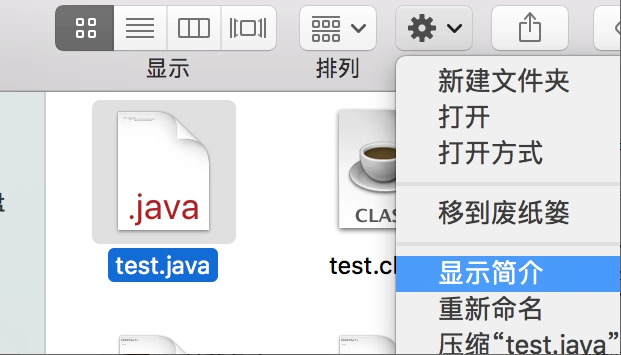 显示
排列
新建文件夹
打开
打开方式
移到废纸篓
显示简介
重新命名
压缩“test.java”
.java
test.java
CLAS
test.cl